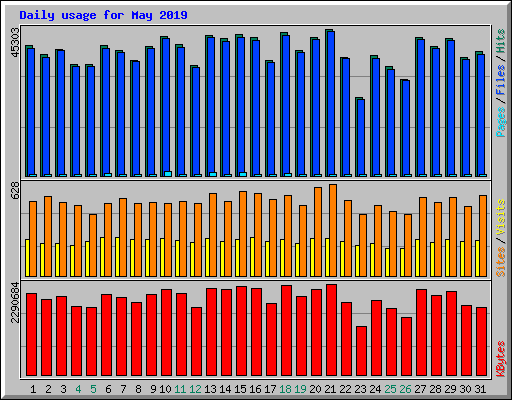 Daily usage for May 2019
45303
Pages / Files / Hits
628
Sites / Visits
2290684
KBytes
1 2 3 4 5 6 7 8 9 10 11 12 13 14 15 16 17 18 19 20 21 22 23 24 25 26 27 28 29 30 31